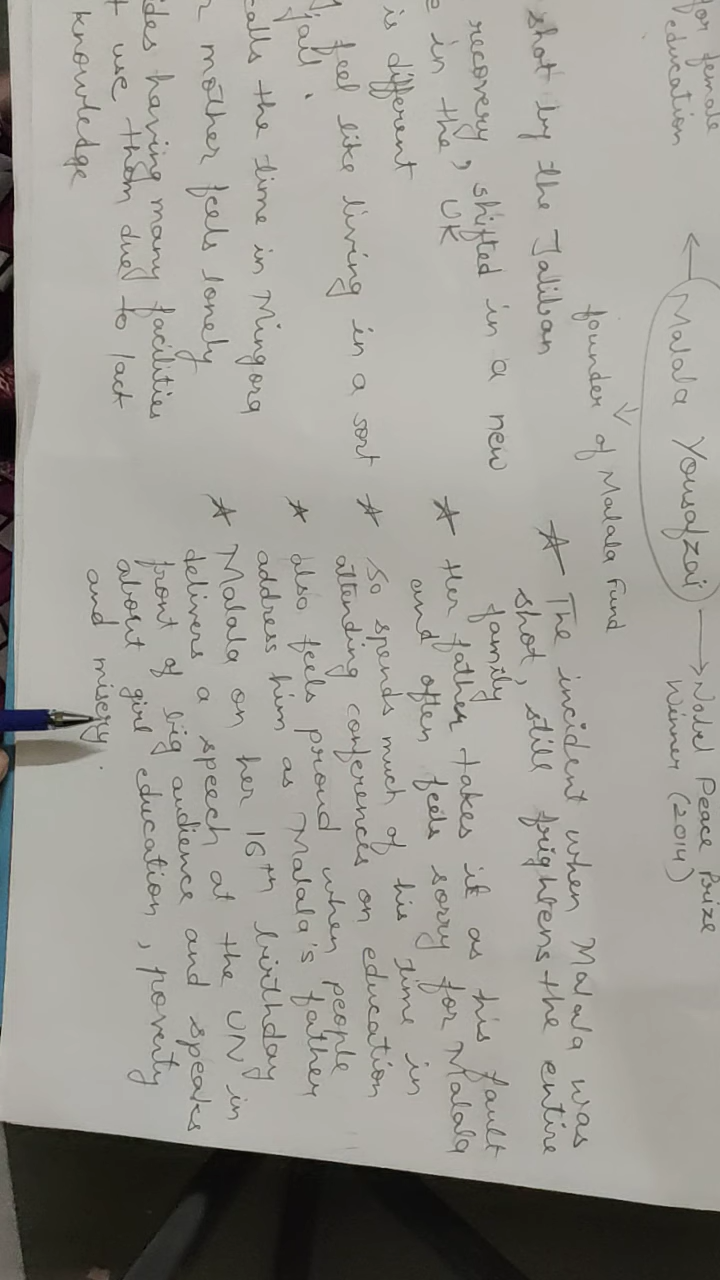 for female
education
Malala Yousafzai
Nobel Peace Prize
Winner (2014)
founder of Malala Fund
shot by the Taliban
recovery, shifted in a new
in the UK
is different
feel like living in a sort
jail.
the time in Mingora
mother feels lonely
having many facilities
use them due to lact
knowledge
★ The incident when Malala was
shot, still frightens the entire
family
★ Her father takes it as his fault
and often feels sorry for Malala
★ So spends much of his time in
attending conferences on education
★ also feels proud when people
address him as Malala's father
★ Malala on her 16th birthday
delivers a speech at the UN in
front of big audience and speaks
about girl education, poverty
and misery.